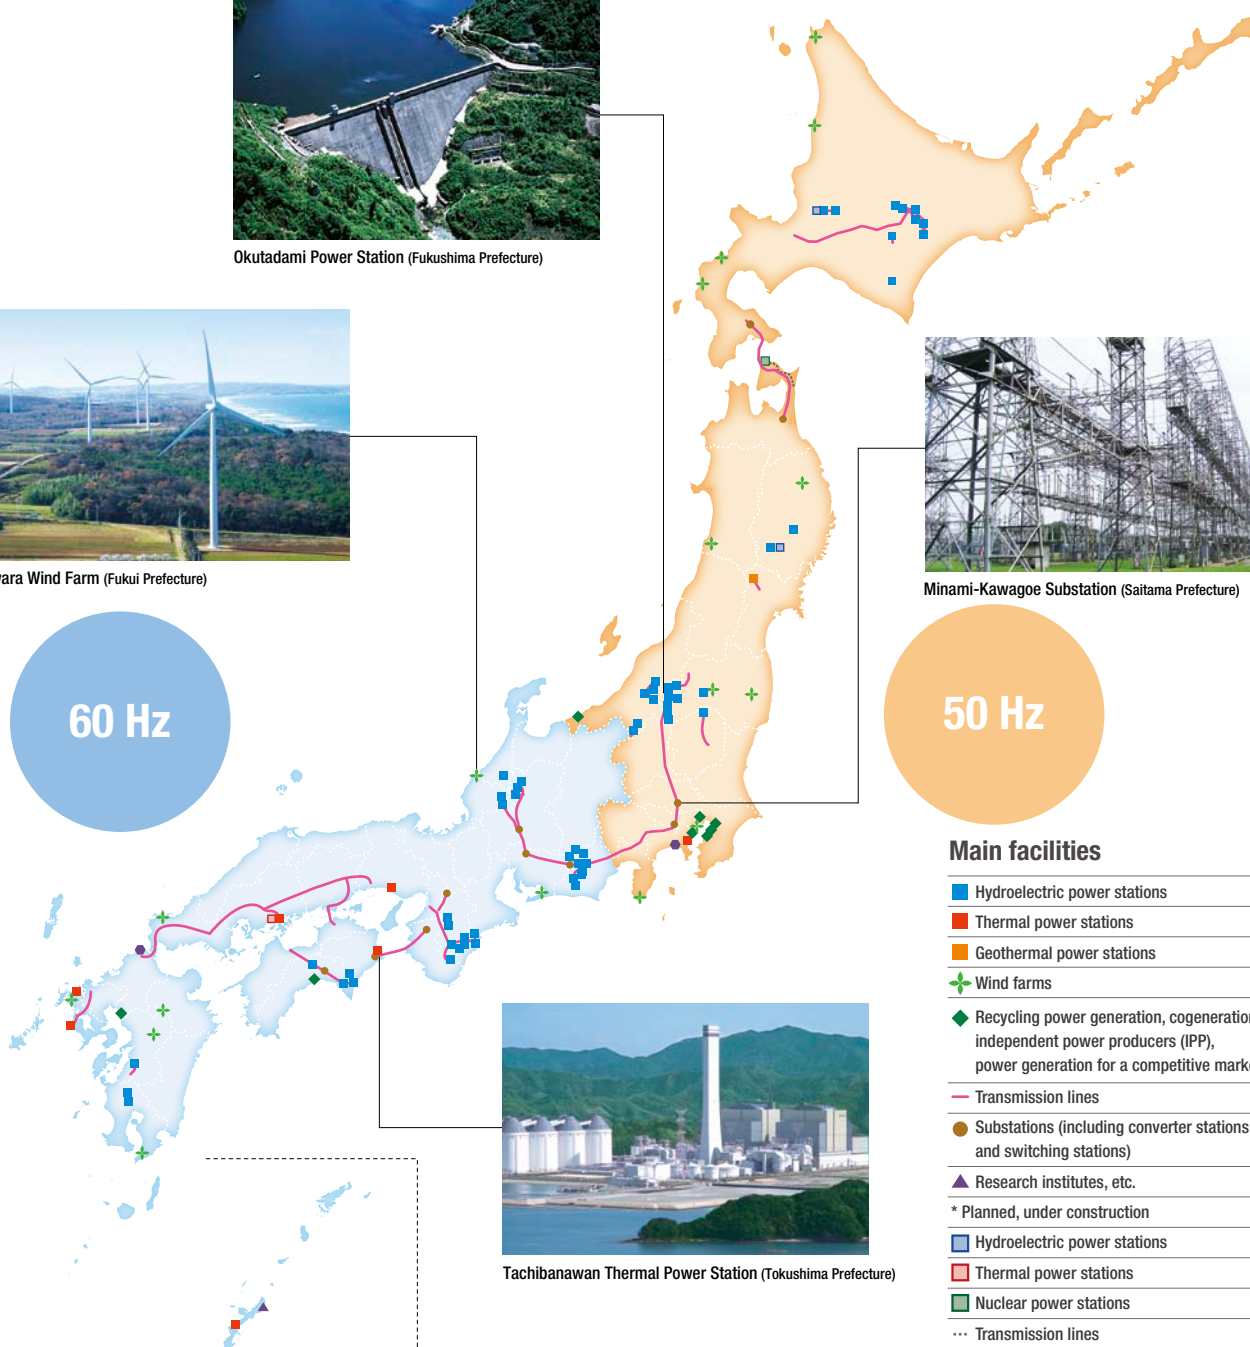 Okutadami Power Station (Fukushima Prefecture)
Wind Farm (Fukui Prefecture)
Minami-Kawagoe Substation (Saitama Prefecture)
60 Hz
50 Hz
Main facilities
Hydroelectric power stations
Thermal power stations
Geothermal power stations
Wind farms
Recycling power generation, cogeneration
independent power producers (IPP),
power generation for a competitive
Transmission lines
Substations (including converter stations
and switching stations)
Research institutes, etc.
* Planned, under construction
Hydroelectric power stations
Thermal power stations
Nuclear power stations
Transmission lines
Tachibanawan Thermal Power Station (Tokushima Prefecture)